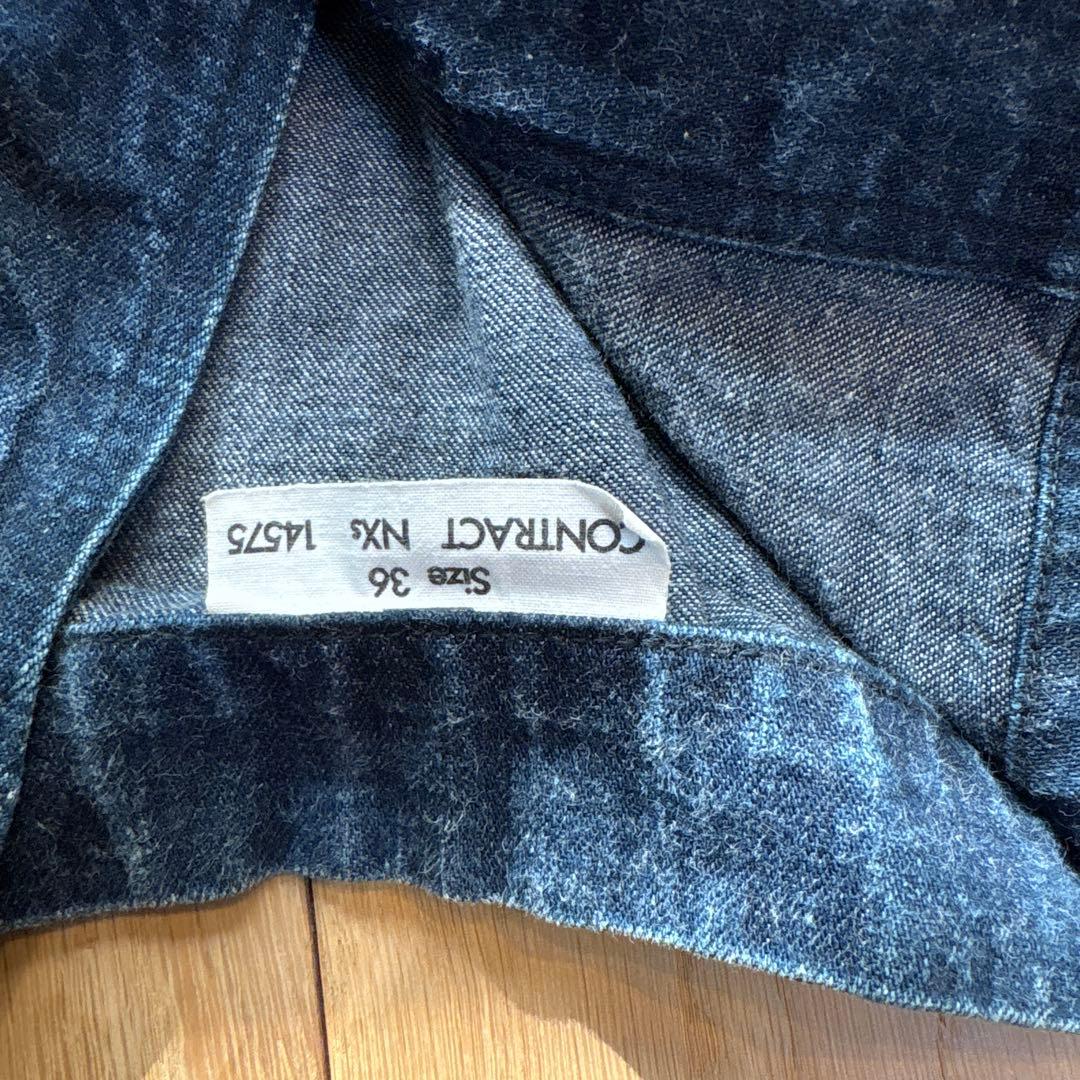 Size 36
CONTRACT NXs 14575